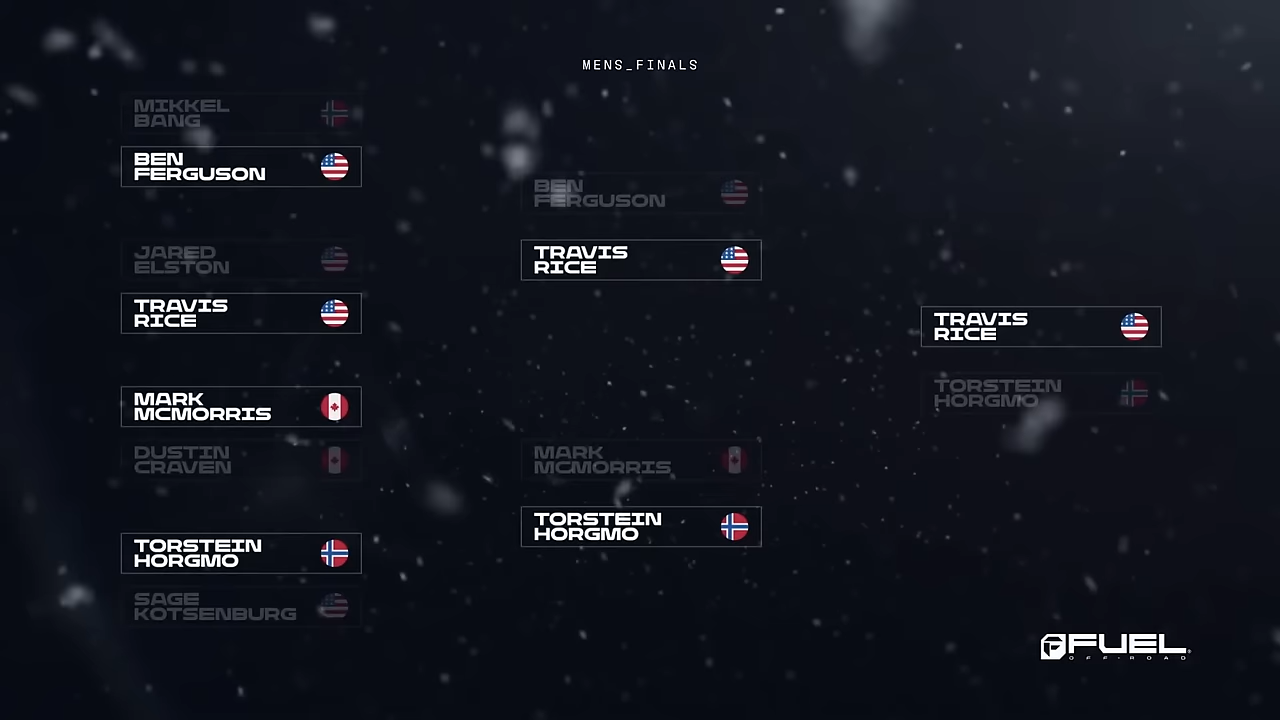 MENS_FINALS
MIKKEL
BANG
BEN
FERGUSON
JARED
ELSTON
TRAVIS
RICE
MARK
MCMORRIS
DUSTIN
CRAVEN
TORSTEIN
HORGMO
SAGE
KOTSENBURG
BEN
FERGUSON
TRAVIS
RICE
MARK
MCMORRIS
TORSTEIN
HORGMO
TRAVIS
RICE
TORSTEIN
HORGMO
FUEL
OFF-ROAD